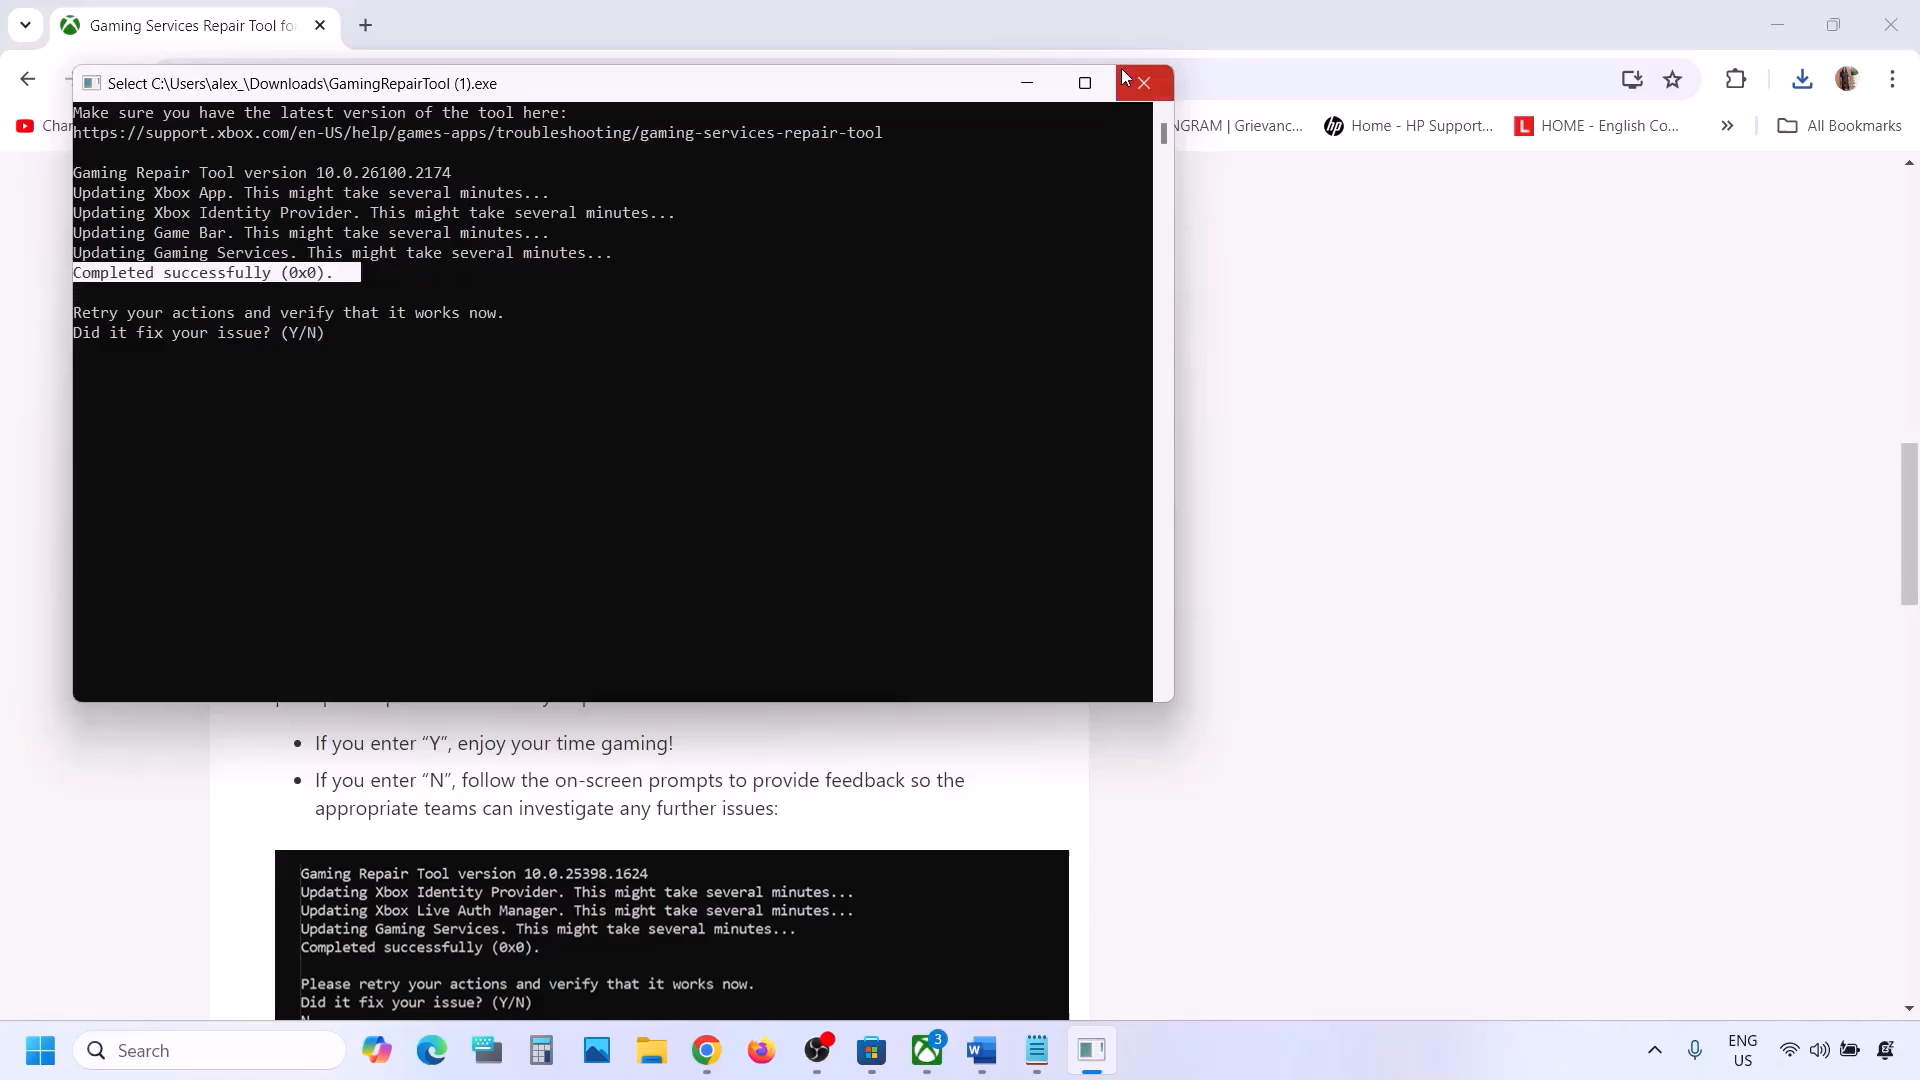 Gaming Services Repair Tool fo
Select C:\Users\alex_\Downloads\GamingRepairTool (1).exe
Chan
NGRAM | Grievanc...
Home - HP Support...
HOME - English Co...
All Bookmarks
Make sure you have the latest version of the tool here:
https://support.xbox.com/en-US/help/games-apps/troubleshooting/gaming-services-repair-tool
Gaming Repair Tool version 10.0.26100.2174
Updating Xbox App. This might take several minutes...
Updating Xbox Identity Provider. This might take several minutes...
Updating Game Bar. This might take several minutes...
Updating Gaming Services. This might take several minutes...
Completed successfully (0x0).
Retry your actions and verify that it works now.
Did it fix your issue? (Y/N)
• If you enter “Y”, enjoy your time gaming!
• If you enter “N”, follow the on-screen prompts to provide feedback so the
appropriate teams can investigate any further issues:
Gaming Repair Tool version 10.0.25398.1624
Updating Xbox Identity Provider. This might take several minutes...
Updating Xbox Live Auth Manager. This might take several minutes...
Updating Gaming Services. This might take several minutes...
Completed successfully (0x0).
Please retry your actions and verify that it works now.
Did it fix your issue? (Y/N)
Search
3
ENG
US